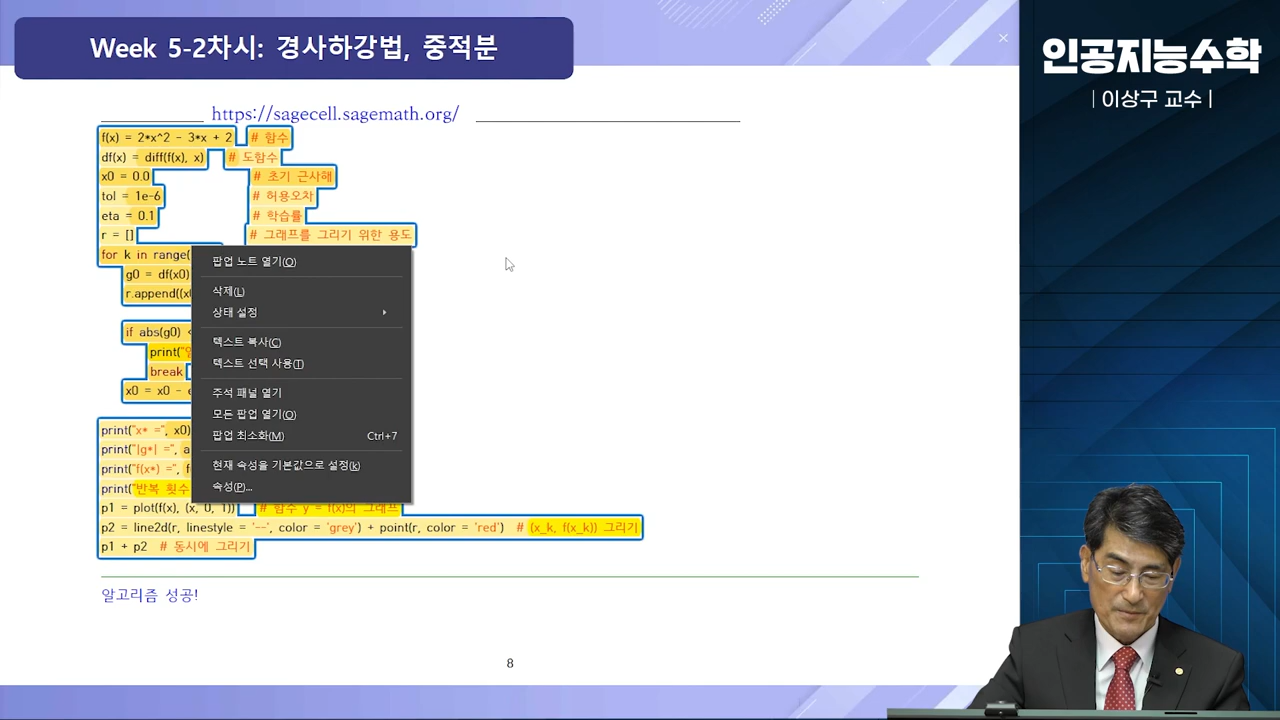 Week 5-2차시: 경사하강법, 중적분
인공지능수학
| 이상구 교수 |
https://sagecell.sagemath.org/
f(x) = 2*x^2 - 3*x + 2 # 함수
df(x) = diff(f(x), x) # 도함수
x0 = 0.0 # 초기 근사해
tol = 1e-6 # 허용오차
eta = 0.1 # 학습률
r = [] # 그래프를 그리기 위한 용도
for k in range(
g0 = df(x0)
r.append((x0
if abs(g0) <
print("알
break
x0 = x0 - e
print("x* =", x0)
print("|g*| =", a
print("f(x*) =", f
print("반복 횟수
p1 = plot(f(x), (x, 0, 1)) # 함수 y = f(x)의 그래프
p2 = line2d(r, linestyle = '--', color = 'grey') + point(r, color = 'red') # (x_k, f(x_k)) 그리기
p1 + p2 # 동시에 그리기
팝업 노트 열기(O)
삭제(L)
상태 설정
텍스트 복사(C)
텍스트 선택 사용(T)
주석 패널 열기
모든 팝업 열기(O)
팝업 최소화(M) Ctrl+7
현재 속성을 기본값으로 설정(k)
속성(P)...
알고리즘 성공!
8